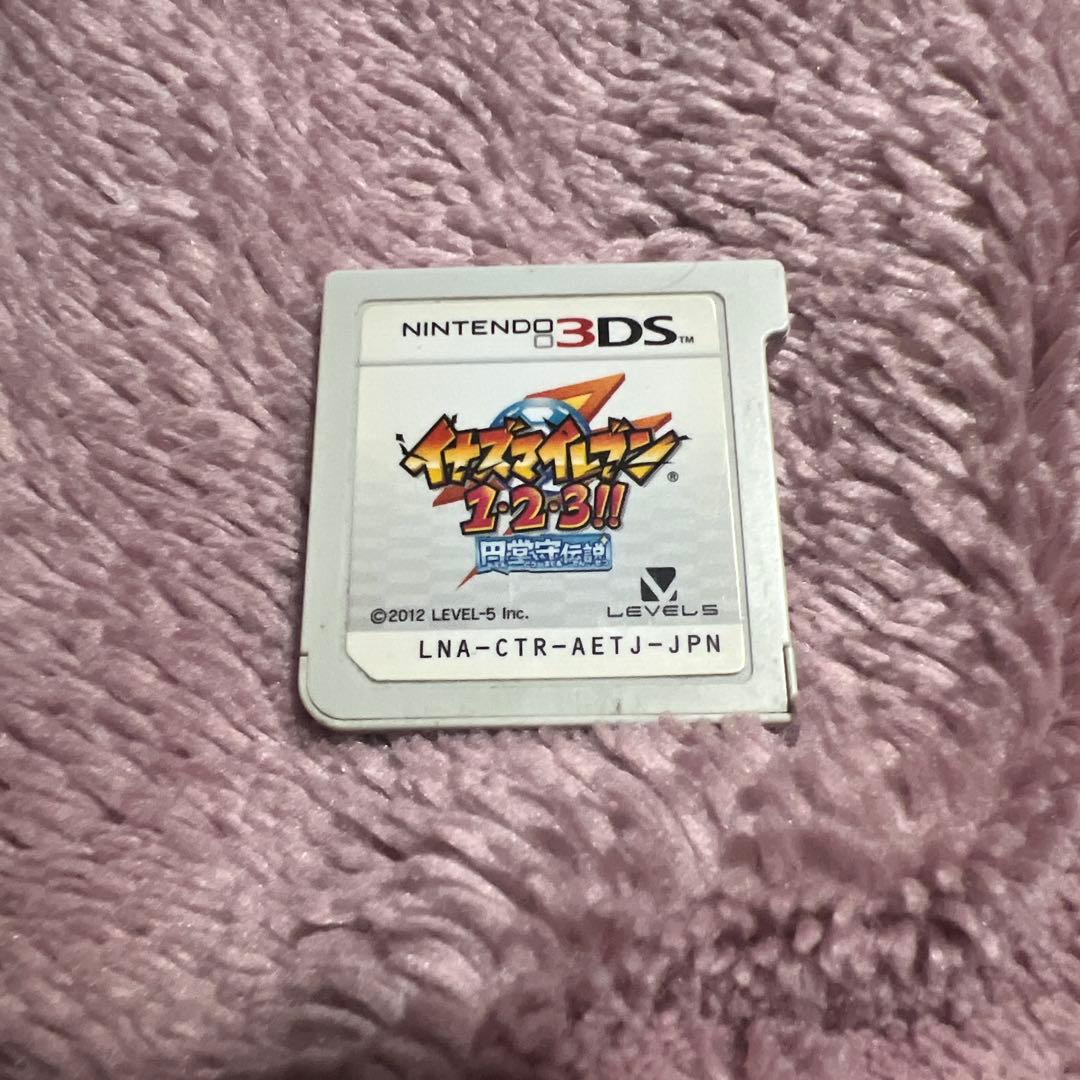 NINTENDO 3DS™
イナズマイレブン®
1・2・3!!
円堂守伝説
©2012 LEVEL-5 Inc.
LEVEL5
LNA-CTR-AETJ-JPN